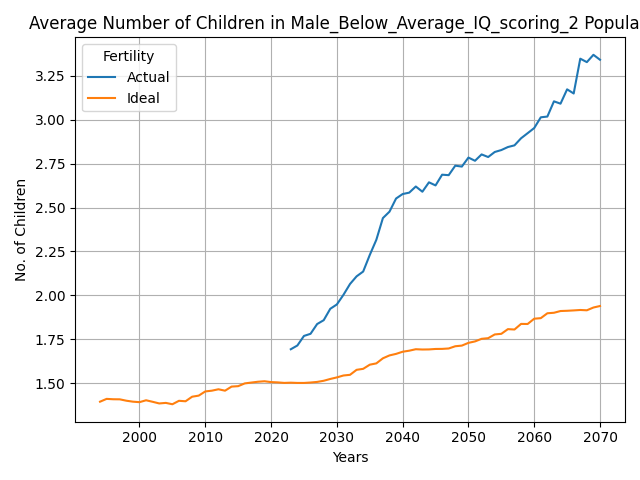 Average Number of Children in Male_Below_Average_IQ_scoring_2 Popula
Fertility
Actual
Ideal
No. of Children
3.25
3.00
2.75
2.50
2.25
2.00
1.75
1.50
2000 2010 2020 2030 2040 2050 2060 2070
Years